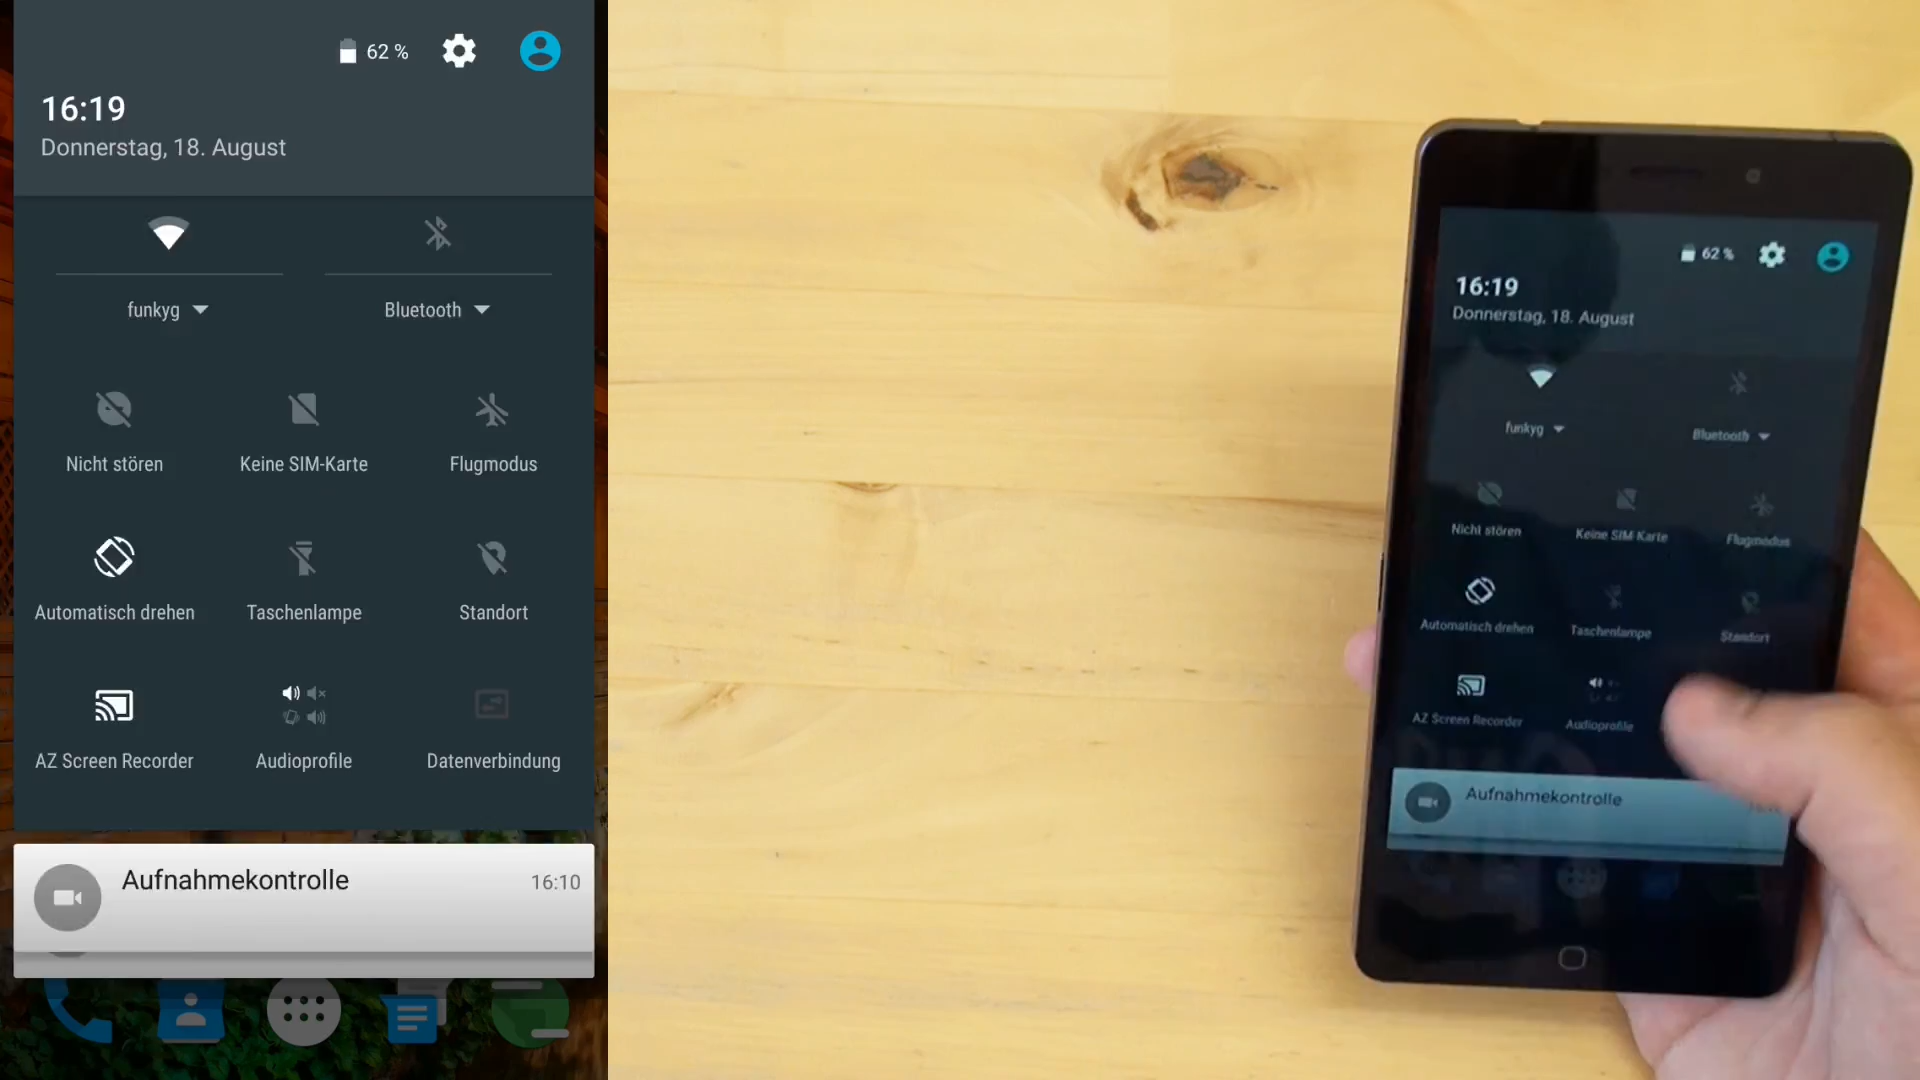 62 %
16:19
Donnerstag, 18. August
funkyg
Bluetooth
Nicht stören
Keine SIM-Karte
Flugmodus
Automatisch drehen
Taschenlampe
Standort
AZ Screen Recorder
Audioprofile
Datenverbindung
Aufnahmekontrolle
16:10
62 %
16:19
Donnerstag, 18. August
funkyg
Bluetooth
Nicht stören
Keine SIM-Karte
Flugmodus
Automatisch drehen
Taschenlampe
Standort
AZ Screen Recorder
Audioprofile
Aufnahmekontrolle